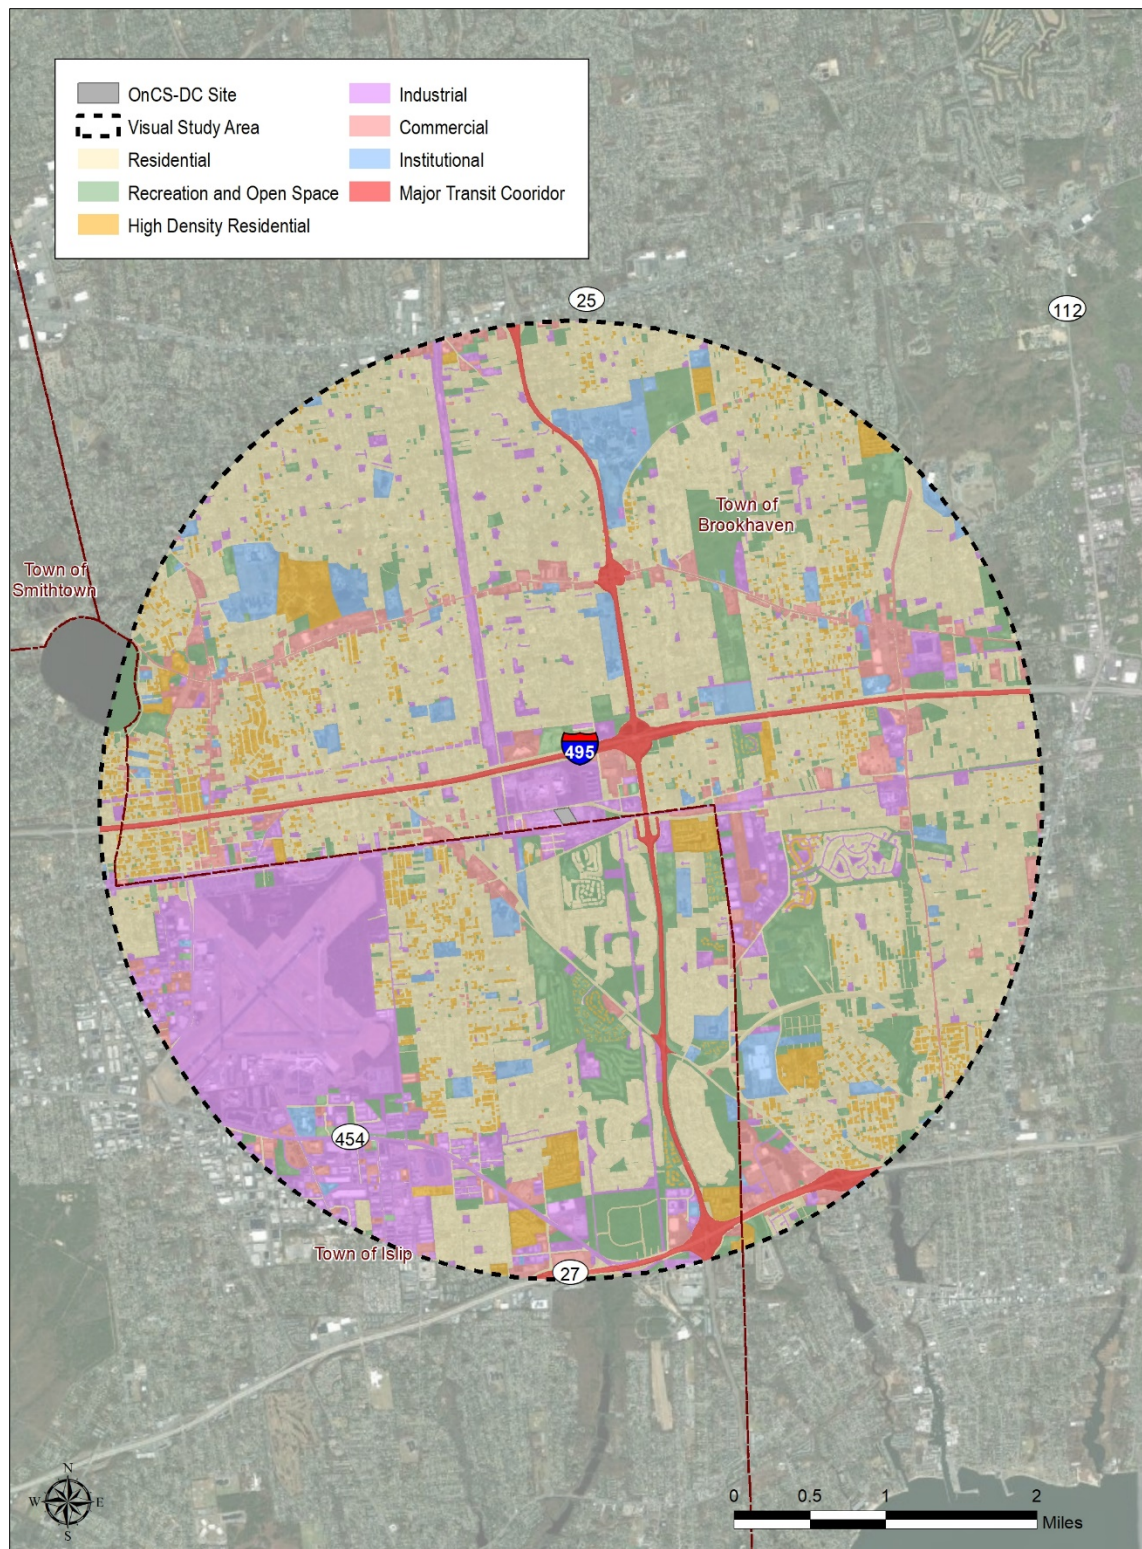 OnCS-DC Site
Visual Study Area
Residential
Recreation and Open Space
High Density Residential
Industrial
Commercial
Institutional
Major Transit Cooridor
25
112
Town of
Brookhaven
Town of
Smithtown
495
454
Town of Islip
27
N
W E
S
0 0.5 1 2
Miles